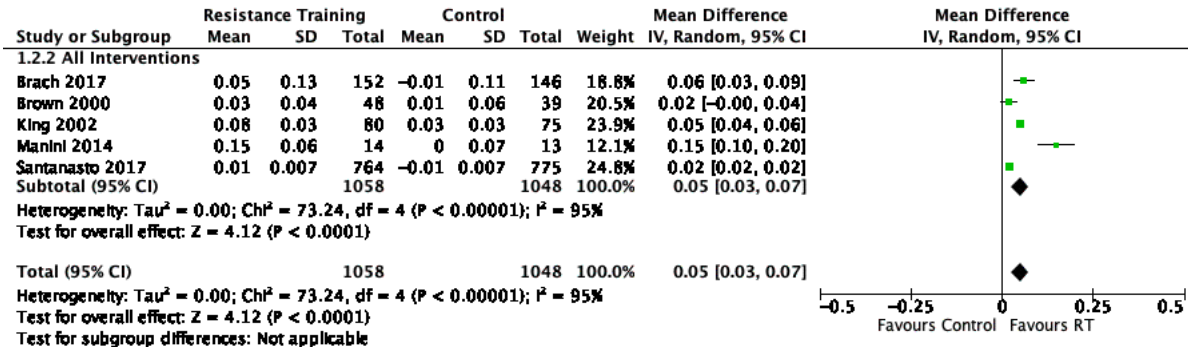 Resistance Training Control Mean Difference Mean Difference
Study or Subgroup Mean SD Total Mean SD Total Weight IV, Random, 95% CI IV, Random, 95% CI
1.2.2 All Interventions
Brach 2017 0.05 0.13 152 −0.01 0.11 146 18.8% 0.06 [0.03, 0.09]
Brown 2000 0.03 0.04 48 0.01 0.06 39 20.5% 0.02 [−0.00, 0.04]
King 2002 0.08 0.03 80 0.03 0.03 75 23.9% 0.05 [0.04, 0.06]
Manini 2014 0.15 0.06 14 0 0.07 13 12.1% 0.15 [0.10, 0.20]
Santanasto 2017 0.01 0.007 764 −0.01 0.007 775 24.8% 0.02 [0.02, 0.02]
Subtotal (95% CI) 1058 1048 100.0% 0.05 [0.03, 0.07]
Heterogeneity: Tau² = 0.00; Chi² = 73.24, df = 4 (P < 0.00001); I² = 95%
Test for overall effect: Z = 4.12 (P < 0.0001)
Total (95% CI) 1058 1048 100.0% 0.05 [0.03, 0.07]
Heterogeneity: Tau² = 0.00; Chi² = 73.24, df = 4 (P < 0.00001); I² = 95%
Test for overall effect: Z = 4.12 (P < 0.0001)
Test for subgroup differences: Not applicable
−0.5 −0.25 0 0.25 0.5
Favours Control Favours RT